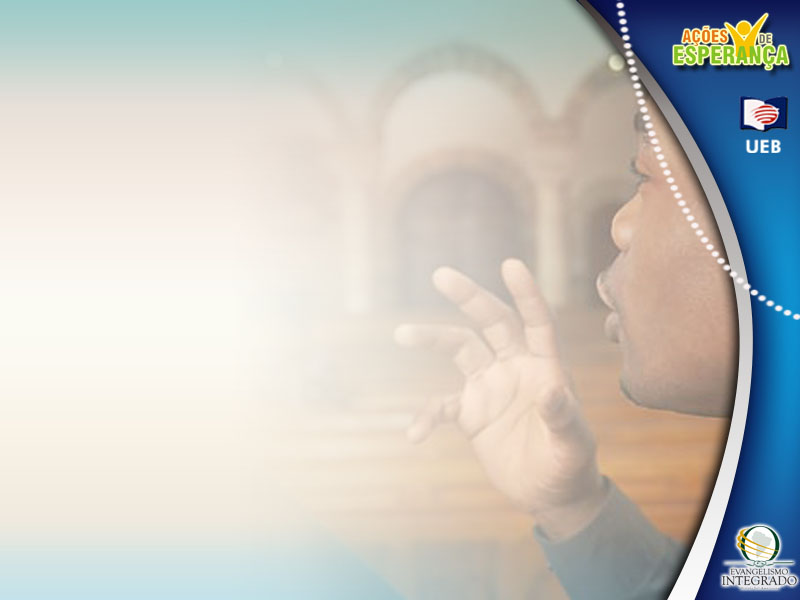 AÇÕES DE
ESPERANÇA
UEB
EVANGELISMO
INTEGRADO